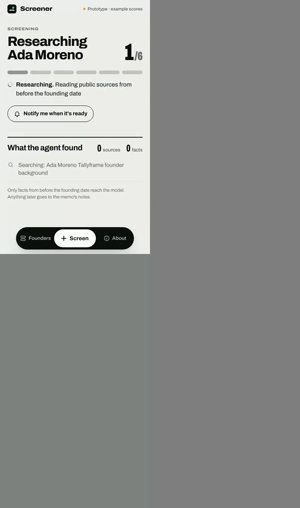 Screener
Prototype · example scores
SCREENING
Researching
Ada Moreno
1/6
Researching. Reading public sources from
before the founding date
Notify me when it's ready
What the agent found
0 sources 0 facts
Searching: Ada Moreno Tallyframe founder
background
Only facts from before the founding date reach the model.
Anything later goes to the memo's notes.
Founders
Screen
About